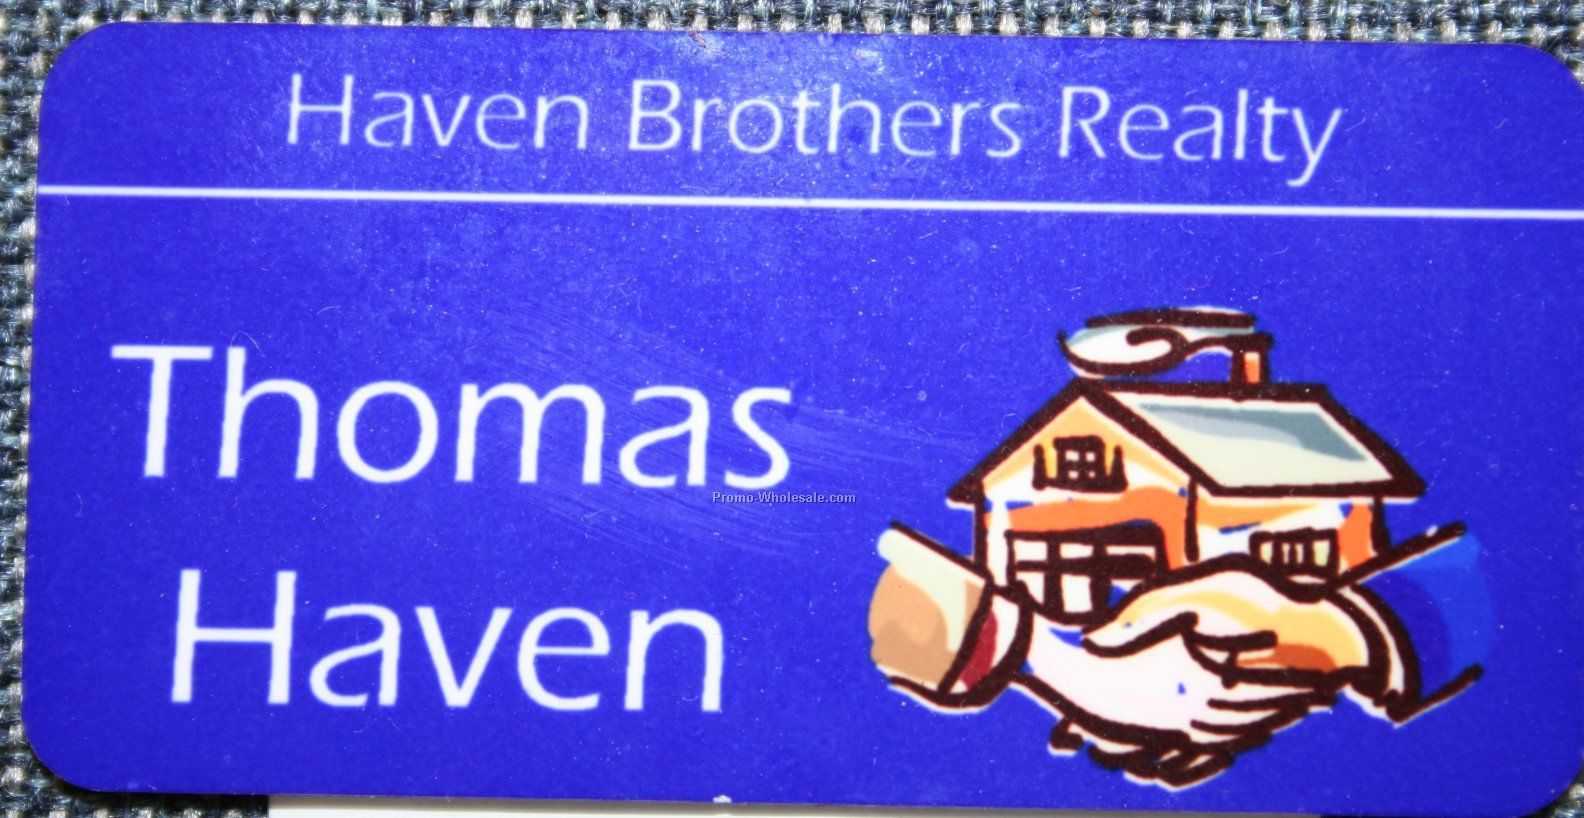 Haven Brothers Realty
Thomas
Promo-Wholesale.com
Haven